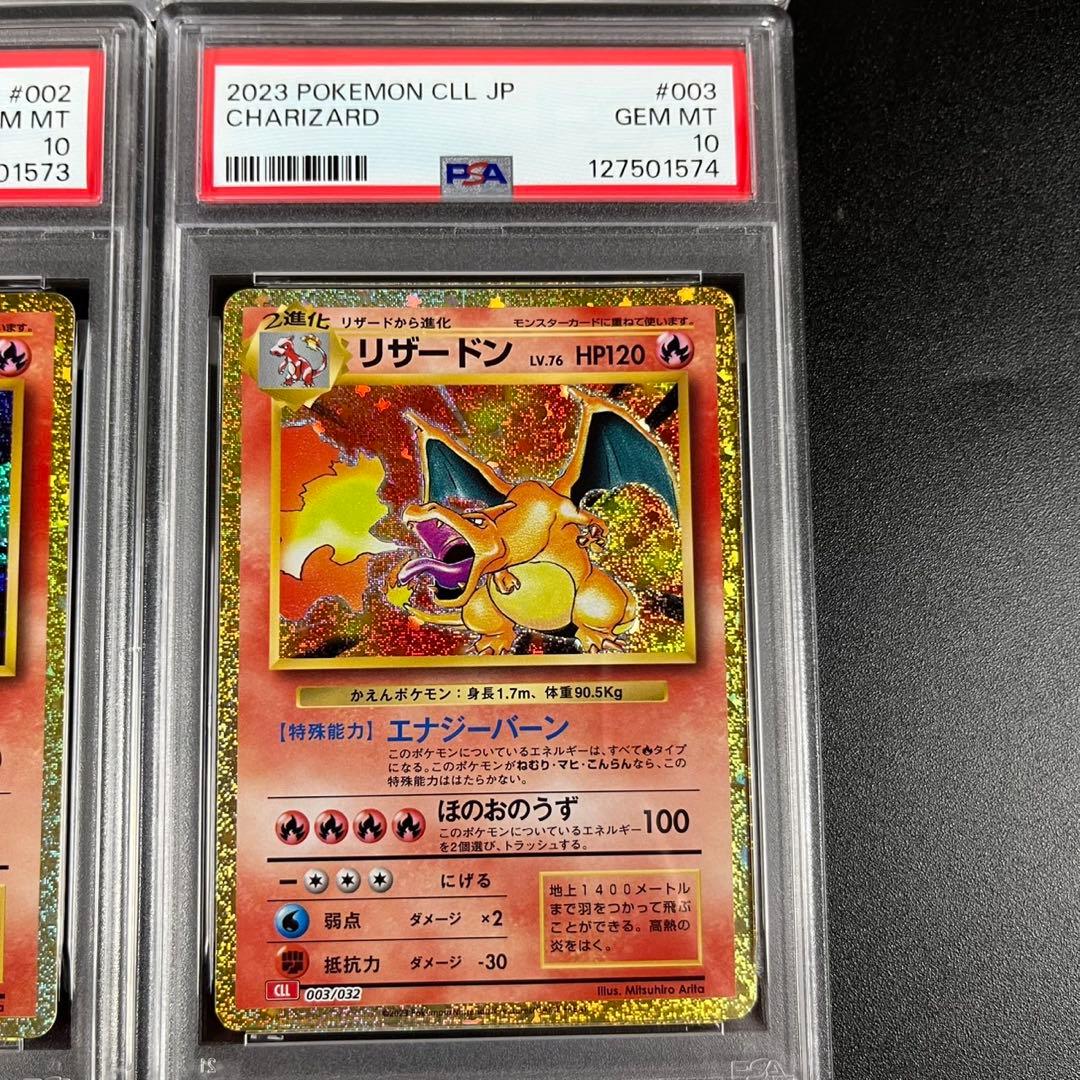 #002
M MT
10
01573
2023 POKEMON CLL JP
#003
CHARIZARD
GEM MT
10
PSA
127501574
ます。
2進化
リザードから進化
モンスターカードに重ねて使います。
リザードン
LV.76
HP120
かえんポケモン:身長1.7m、体重90.5Kg
【特殊能力】エナジーバーン
このポケモンについているエネルギーは、すべて🔥タイプ
になる。このポケモンがねむり・マヒ・こんらんなら、この
特殊能力ははたらかない。
ほのおのうず
100
このポケモンについているエネルギー
を2個選び、トラッシュする。
にげる
弱点 ダメージ ×2
抵抗力 ダメージ -30
地上1400メートル
まで羽をつかって飛ぶ
ことができる。高熱の
炎をはく。
CLL 003/032
Illus. Mitsuhiro Arita